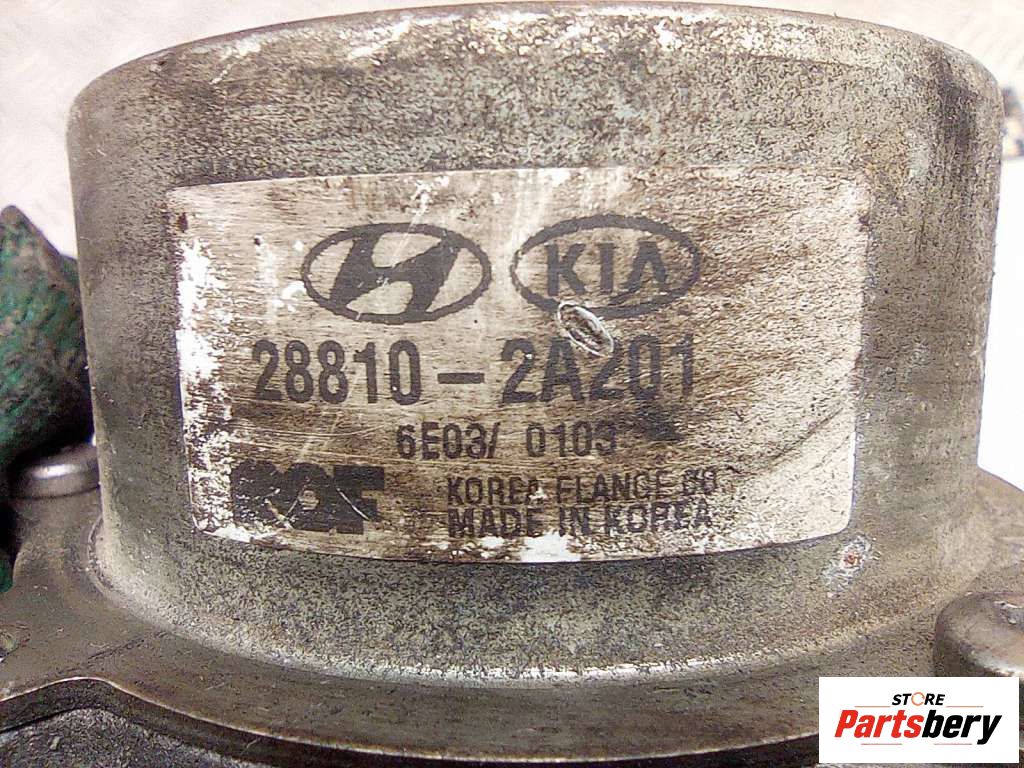 KIA
28810-2A201
6E03/ 0103
KOREA FLANGE CO
MADE IN KOREA
STORE
Partsbery